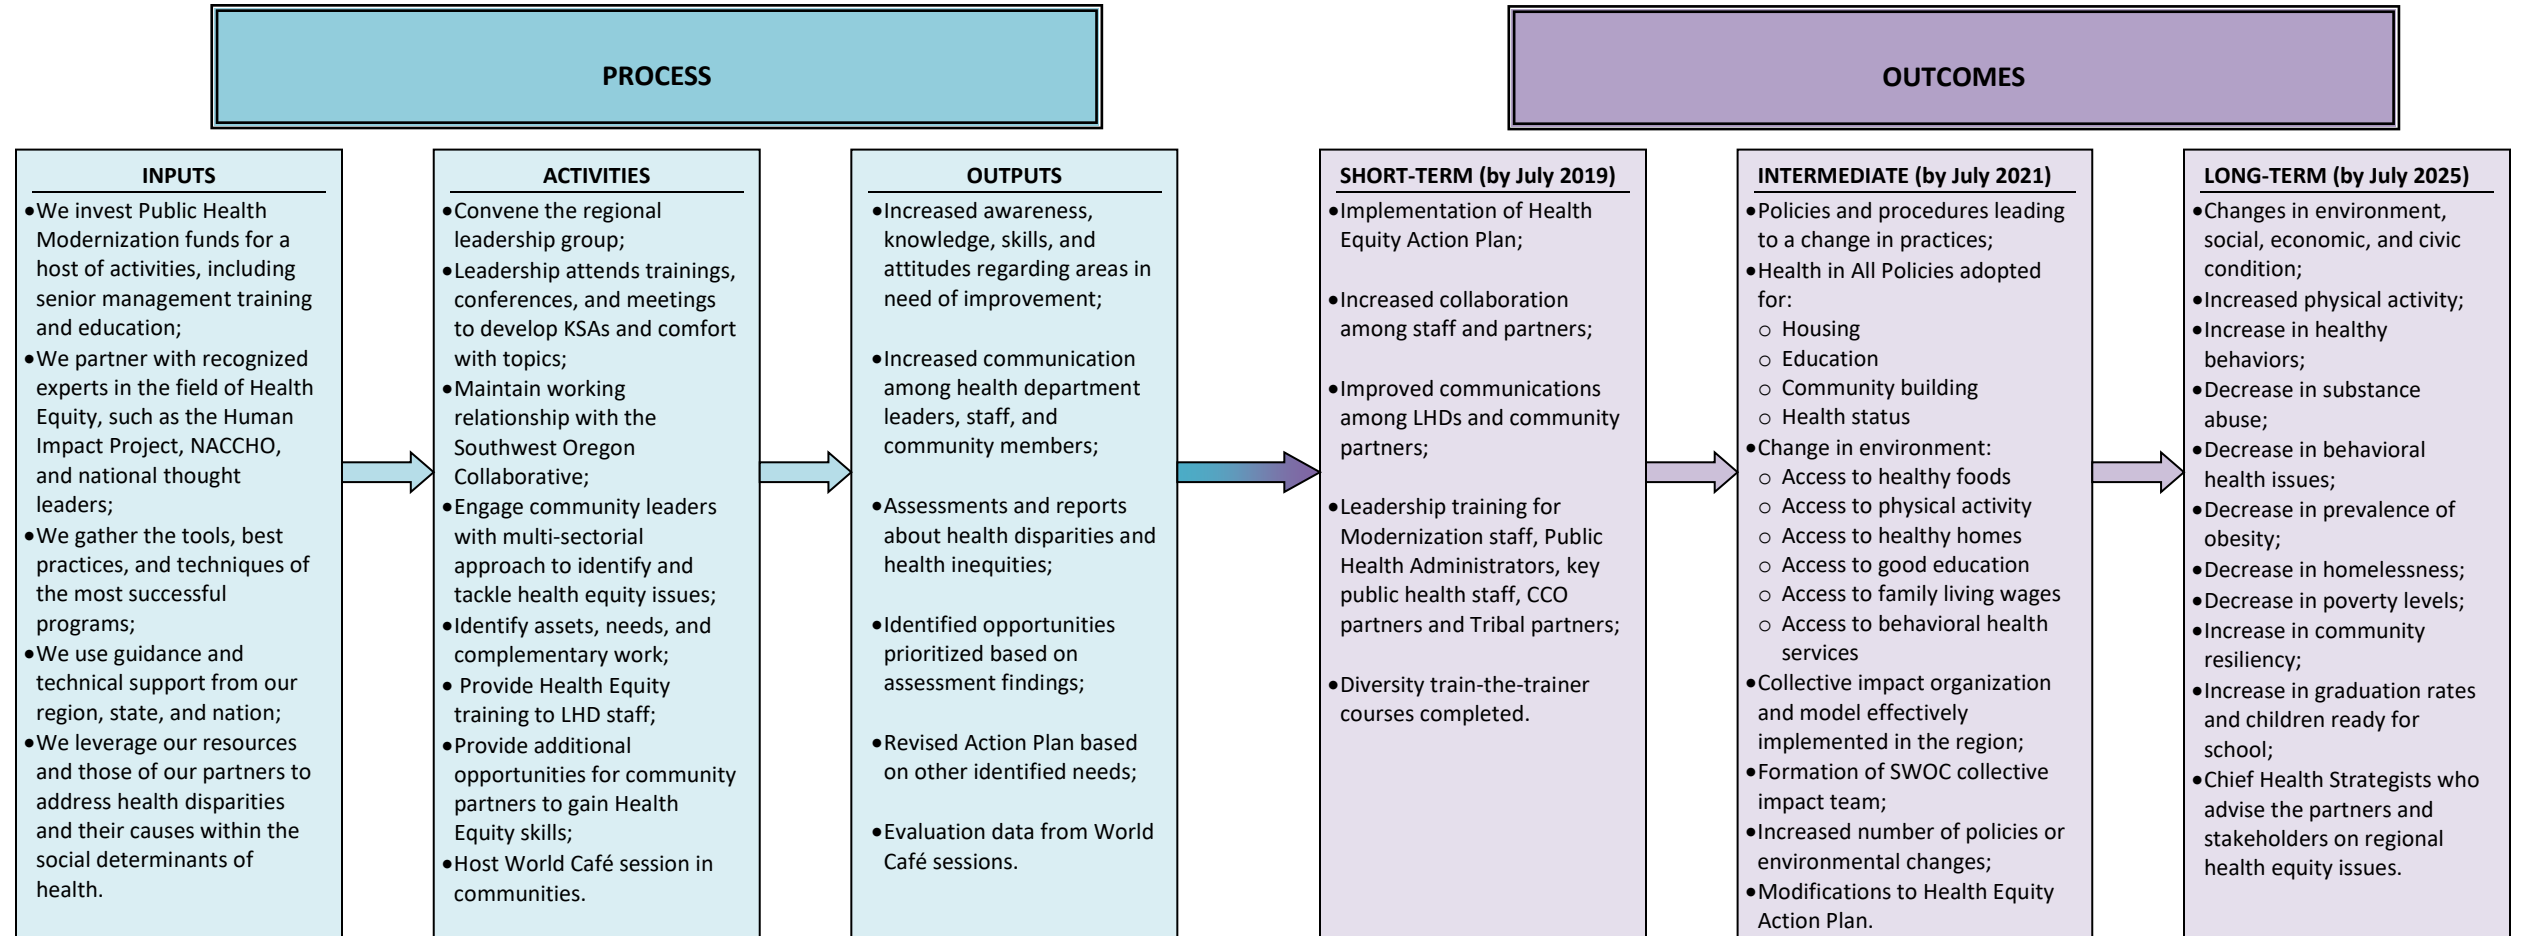 PROCESS
OUTCOMES
INPUTS
•We invest Public Health
Modernization funds for a
host of activities, including
senior management training
and education;
•We partner with recognized
experts in the field of Health
Equity, such as the Human
Impact Project, NACCHO,
and national thought
leaders;
•We gather the tools, best
practices, and techniques of
the most successful
programs;
•We use guidance and
technical support from our
region, state, and nation;
•We leverage our resources
and those of our partners to
address health disparities
and their causes within the
social determinants of
health.
ACTIVITIES
•Convene the regional
leadership group;
•Leadership attends trainings,
conferences, and meetings
to develop KSAs and comfort
with topics;
•Maintain working
relationship with the
Southwest Oregon
Collaborative;
•Engage community leaders
with multi-sectorial
approach to identify and
tackle health equity issues;
•Identify assets, needs, and
complementary work;
• Provide Health Equity
training to LHD staff;
•Provide additional
opportunities for community
partners to gain Health
Equity skills;
•Host World Café session in
communities.
OUTPUTS
•Increased awareness,
knowledge, skills, and
attitudes regarding areas in
need of improvement;
•Increased communication
among health department
leaders, staff, and
community members;
•Assessments and reports
about health disparities and
health inequities;
•Identified opportunities
prioritized based on
assessment findings;
•Revised Action Plan based
on other identified needs;
•Evaluation data from World
Café sessions.
SHORT-TERM (by July 2019)
•Implementation of Health
Equity Action Plan;
•Increased collaboration
among staff and partners;
•Improved communications
among LHDs and community
partners;
•Leadership training for
Modernization staff, Public
Health Administrators, key
public health staff, CCO
partners and Tribal partners;
•Diversity train-the-trainer
courses completed.
INTERMEDIATE (by July 2021)
•Policies and procedures leading
to a change in practices;
•Health in All Policies adopted
for:
o Housing
o Education
o Community building
o Health status
•Change in environment:
o Access to healthy foods
o Access to physical activity
o Access to healthy homes
o Access to good education
o Access to family living wages
o Access to behavioral health
services
•Collective impact organization
and model effectively
implemented in the region;
•Formation of SWOC collective
impact team;
•Increased number of policies or
environmental changes;
•Modifications to Health Equity
Action Plan.
LONG-TERM (by July 2025)
•Changes in environment,
social, economic, and civic
condition;
•Increased physical activity;
•Increase in healthy
behaviors;
•Decrease in substance
abuse;
•Decrease in behavioral
health issues;
•Decrease in prevalence of
obesity;
•Decrease in homelessness;
•Decrease in poverty levels;
•Increase in community
resiliency;
•Increase in graduation rates
and children ready for
school;
•Chief Health Strategists who
advise the partners and
stakeholders on regional
health equity issues.